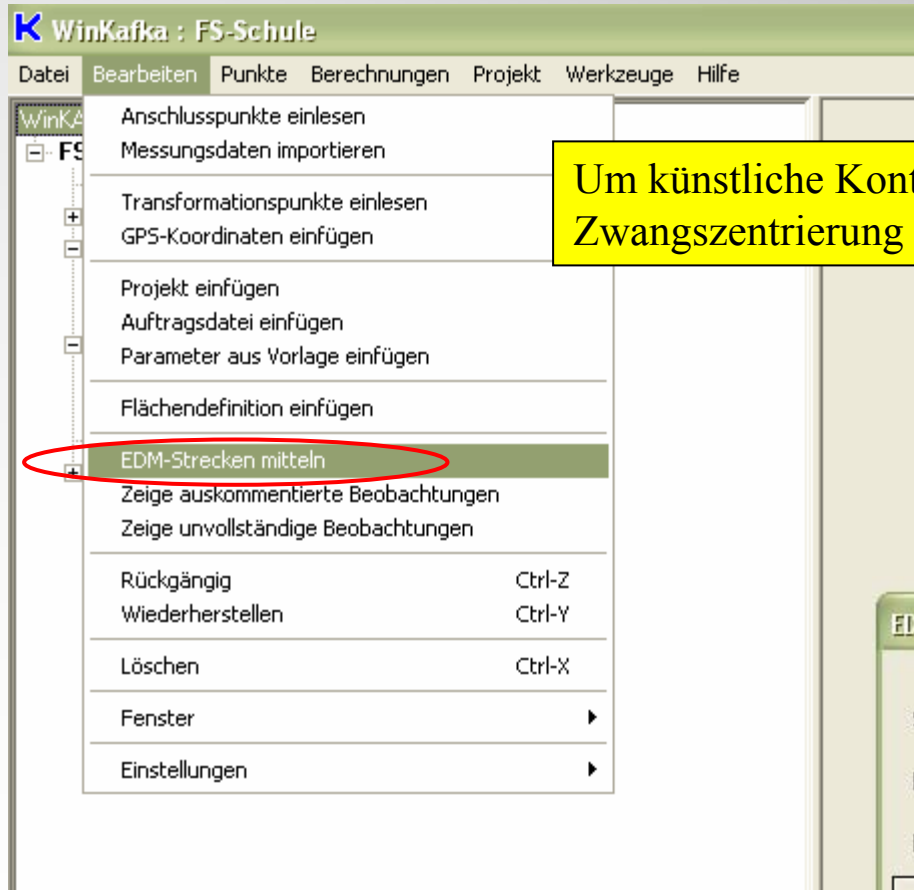 WinKafka : FS-Schule
Datei Bearbeiten Punkte Berechnungen Projekt Werkzeuge Hilfe
Anschlusspunkte einlesen
Messungsdaten importieren
Transformationspunkte einlesen
GPS-Koordinaten einfügen
Um künstliche
Zwangszentrierung
Projekt einfügen
Auftragsdatei einfügen
Parameter aus Vorlage einfügen
Flächendefinition einfügen
EDM-Strecken mitteln
Zeige auskommentierte Beobachtungen
Zeige unvollständige Beobachtungen
Rückgängig Ctrl-Z
Wiederherstellen Ctrl-Y
Löschen Ctrl-X
Fenster
Einstellungen